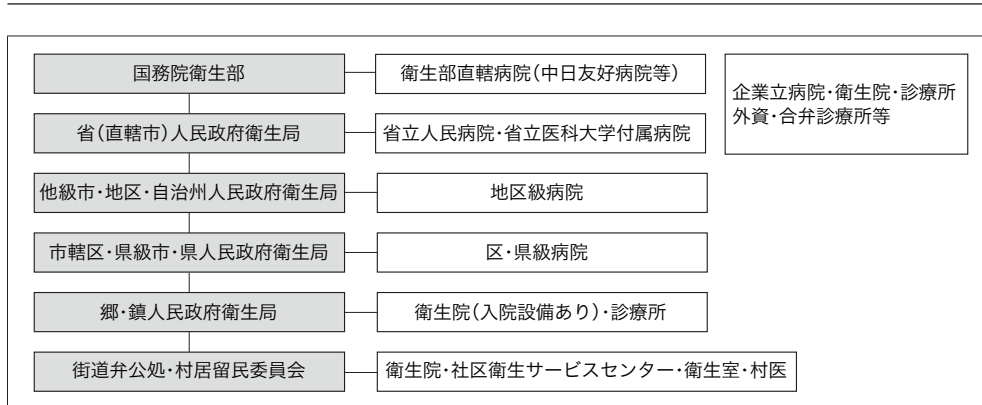 国務院衛生部
衛生部直轄病院(中日友好病院等)
企業立病院・衛生院・診療所
外資・合弁診療所等
省(直轄市)人民政府衛生局
省立人民病院・省立医科大学付属病院
他級市・地区・自治州人民政府衛生局
地区級病院
市轄区・県級市・県人民政府衛生局
区・県級病院
郷・鎮人民政府衛生局
衛生院(入院設備あり)・診療所
街道弁公処・村居留民委員会
衛生院・社区衛生サービスセンター・衛生室・村医